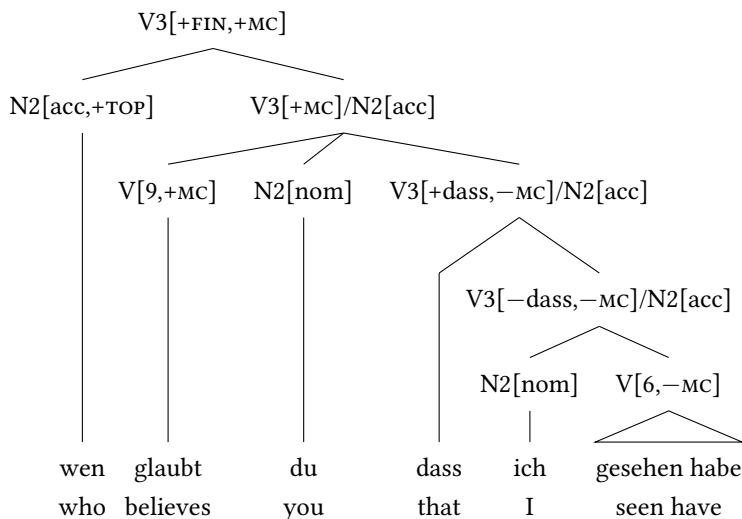 V3[+FIN,+MC]
N2[acc,+TOP] V3[+MC]/N2[acc]
V[9,+MC] N2[nom] V3[+dass,−MC]/N2[acc]
V3[−dass,−MC]/N2[acc]
N2[nom] V[6,−MC]
wen glaubt du dass ich gesehen habe
who believes you that I seen have